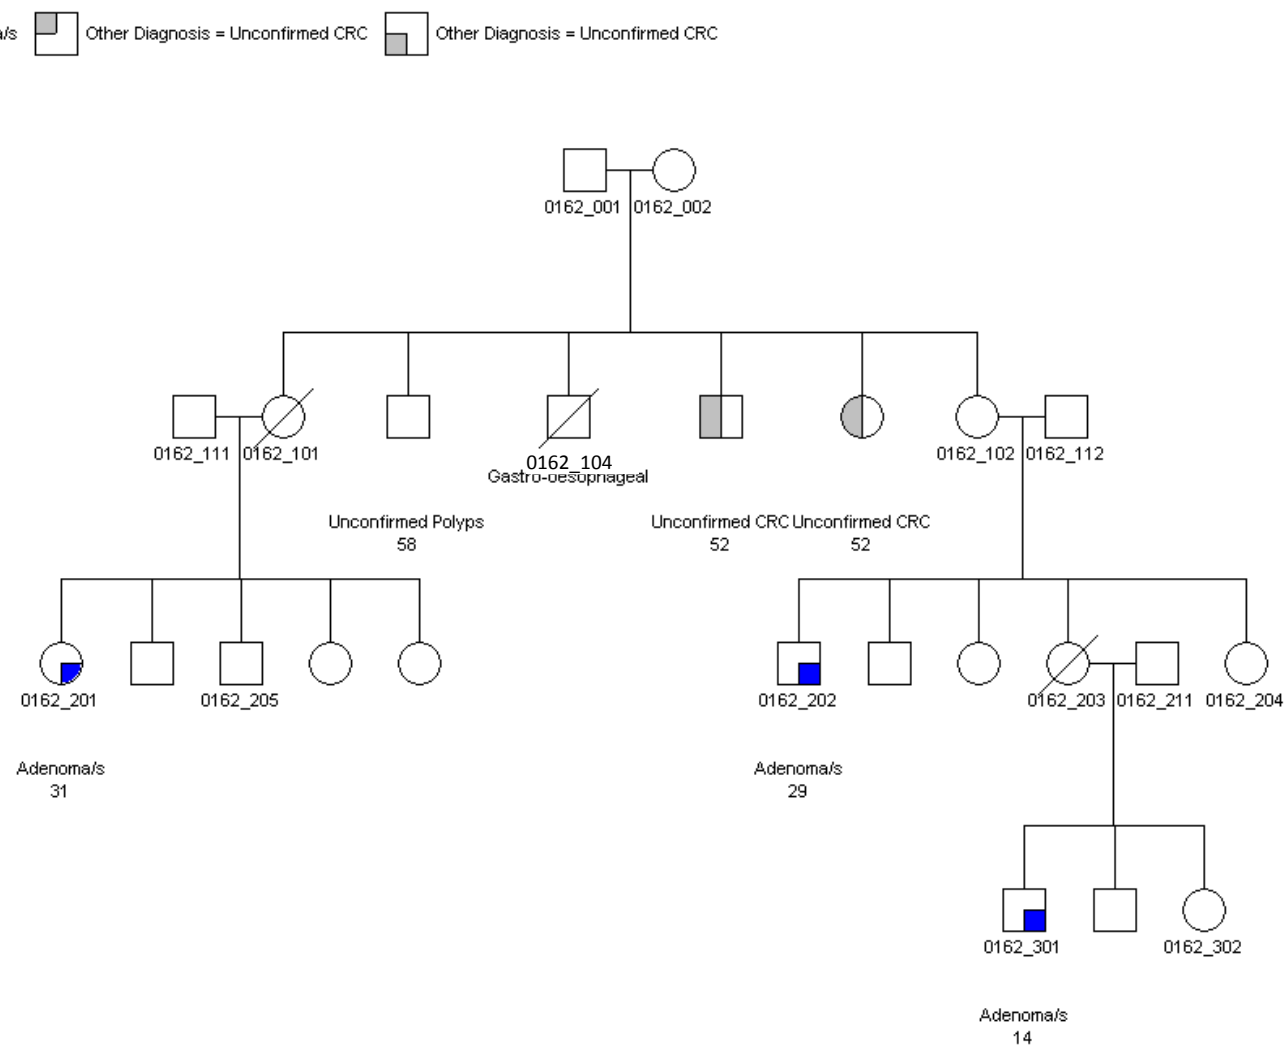 a/s Other Diagnosis = Unconfirmed CRC Other Diagnosis = Unconfirmed CRC
0162_001 0162_002
0162_111 0162_101 0162_104 0162_102 0162_112
Gastro-oesophageal
Unconfirmed Polyps Unconfirmed CRC Unconfirmed CRC
58 52 52
0162_201 0162_205 0162_202 0162_203 0162_211 0162_204
Adenoma/s Adenoma/s
31 29
0162_301 0162_302
Adenoma/s
14